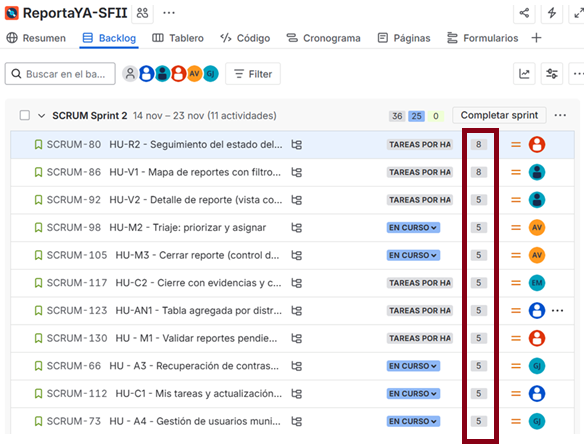 ReportaYA-SFII
Resumen Backlog Tablero Código Cronograma Páginas Formularios
Buscar en el ba... AV GJ Filter
SCRUM Sprint 2 14 nov – 23 nov (11 actividades) 36 25 0 Completar sprint
SCRUM-80 HU-R2 - Seguimiento del estado del... TAREAS POR HA 8
SCRUM-86 HU-V1 - Mapa de reportes con filtro... TAREAS POR HA 8
SCRUM-92 HU-V2 - Detalle de reporte (vista co... TAREAS POR HA 5
SCRUM-98 HU-M2 - Triaje: priorizar y asignar EN CURSO 5 AV
SCRUM-105 HU-M3 - Cerrar reporte (control d... EN CURSO 5 AV
SCRUM-117 HU-C2 - Cierre con evidencias y c... TAREAS POR HA 5 EM
SCRUM-123 HU-AN1 - Tabla agregada por distr... TAREAS POR HA 5
SCRUM-130 HU - M1 - Validar reportes pendie... TAREAS POR HA 5
SCRUM-66 HU - A3 - Recuperación de contras... EN CURSO 5 GJ
SCRUM-112 HU-C1 - Mis tareas y actualización... EN CURSO 5
SCRUM-73 HU - A4 - Gestión de usuarios muni... EN CURSO 5 GJ